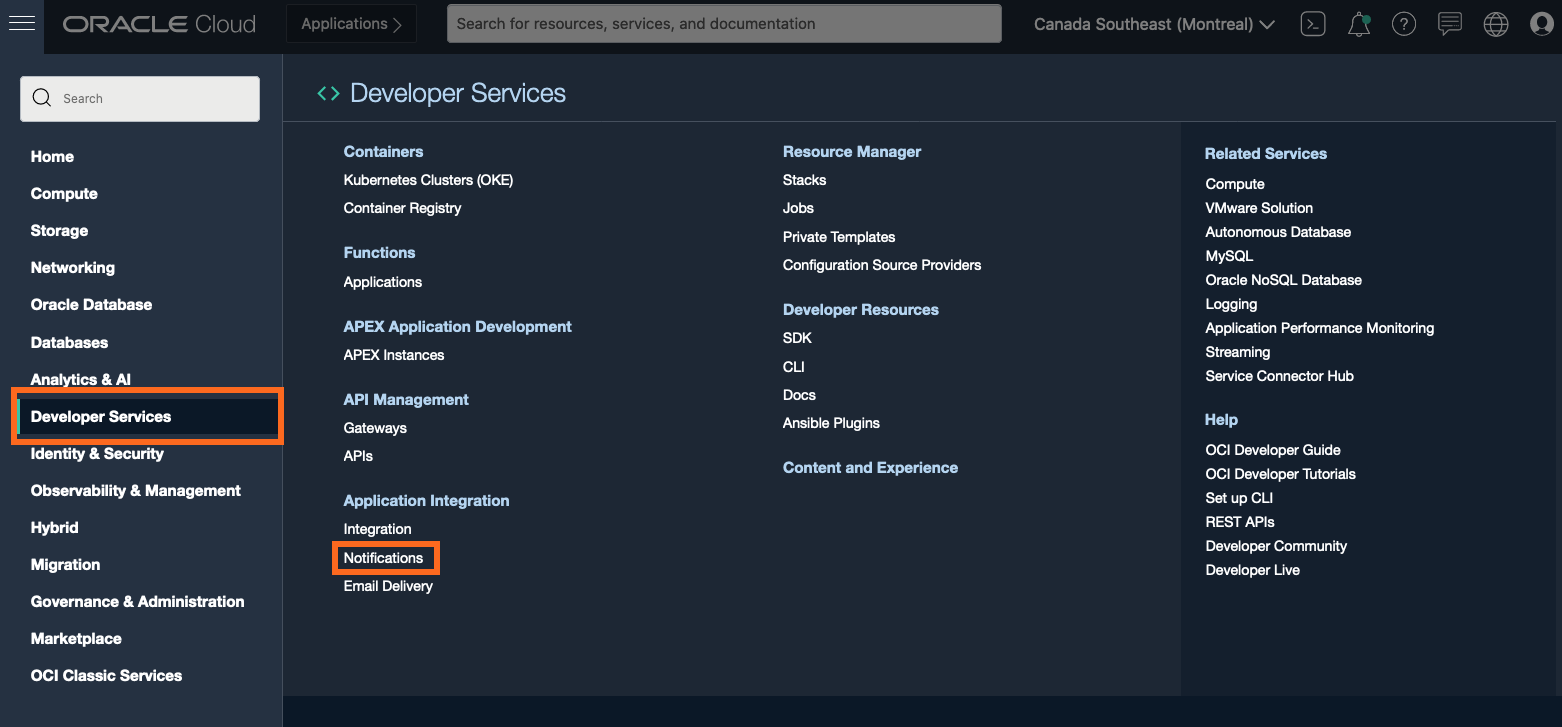 ORACLE Cloud
Applications
Search for resources, services, and documentation
Canada Southeast (Montreal)
Search
Home
Compute
Storage
Networking
Oracle Database
Databases
Analytics & AI
Developer Services
Identity & Security
Observability & Management
Hybrid
Migration
Governance & Administration
Marketplace
OCI Classic Services
Developer Services
Containers
Kubernetes Clusters (OKE)
Container Registry
Functions
Applications
APEX Application Development
APEX Instances
API Management
Gateways
APIs
Application Integration
Integration
Notifications
Email Delivery
Resource Manager
Stacks
Jobs
Private Templates
Configuration Source Providers
Developer Resources
SDK
CLI
Docs
Ansible Plugins
Content and Experience
Related Services
Compute
VMware Solution
Autonomous Database
MySQL
Oracle NoSQL Database
Logging
Application Performance Monitoring
Streaming
Service Connector Hub
Help
OCI Developer Guide
OCI Developer Tutorials
Set up CLI
REST APIs
Developer Community
Developer Live